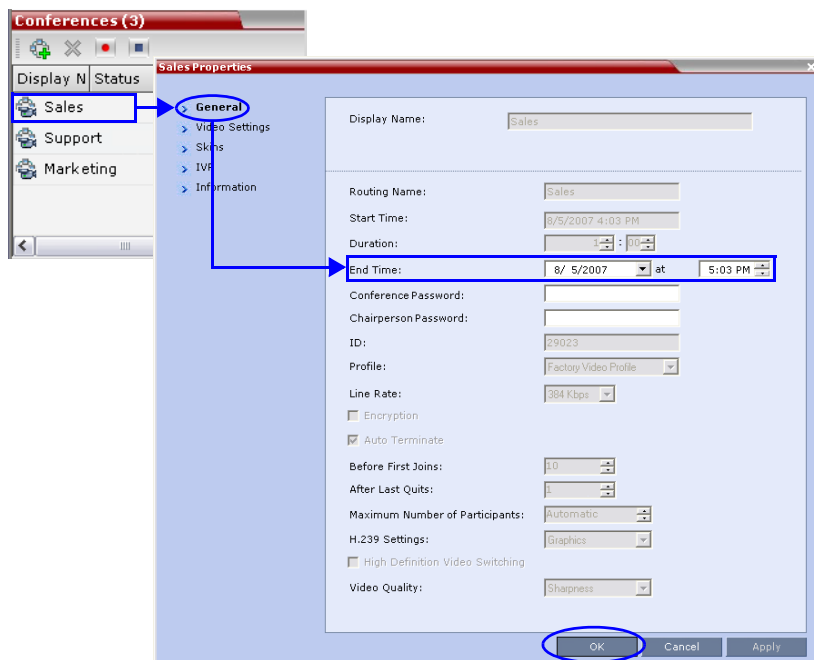 Conferences (3)
Display N Status
Sales
Support
Marketing
Sales Properties
General
Video Settings
Skins
IVR
Information
Display Name: Sales
Routing Name: Sales
Start Time: 8/5/2007 4:03 PM
Duration: 1 : 00
End Time: 8/ 5/2007 at 5:03 PM
Conference Password:
Chairperson Password:
ID: 29023
Profile: Factory Video Profile
Line Rate: 384 Kbps
Encryption
Auto Terminate
Before First Joins: 10
After Last Quits: 1
Maximum Number of Participants: Automatic
H.239 Settings: Graphics
High Definition Video Switching
Video Quality: Sharpness
OK Cancel Apply